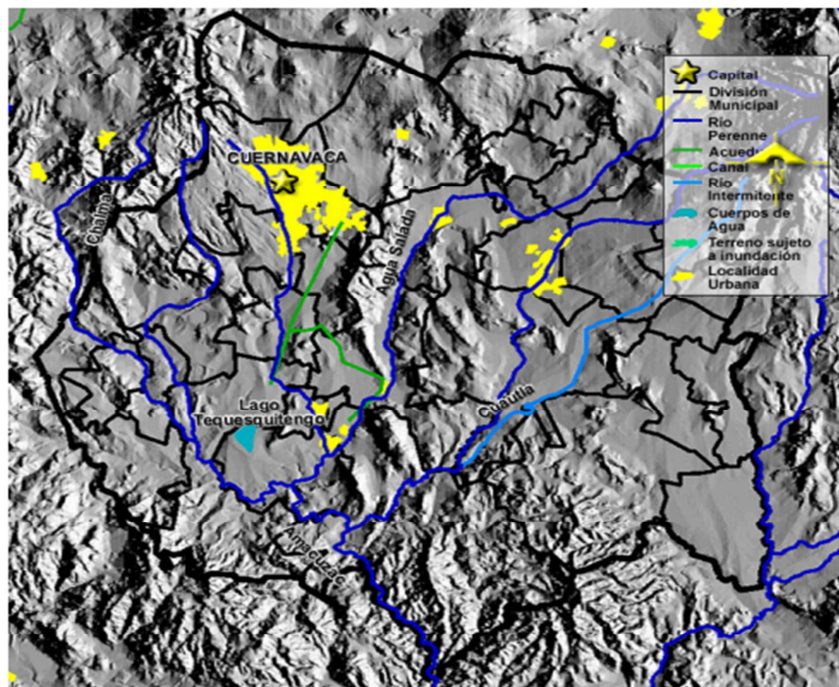 CUERNAVACA
Chalma
Agua Salada
Lago
Tequesquitengo
Cuautla
Amacuzac
Capital
División
Municipal
Río
Perenne
Acued
Canal
Río
Intermitente
Cuerpos de
Agua
Terreno sujeto
a inundación
Localidad
Urbana